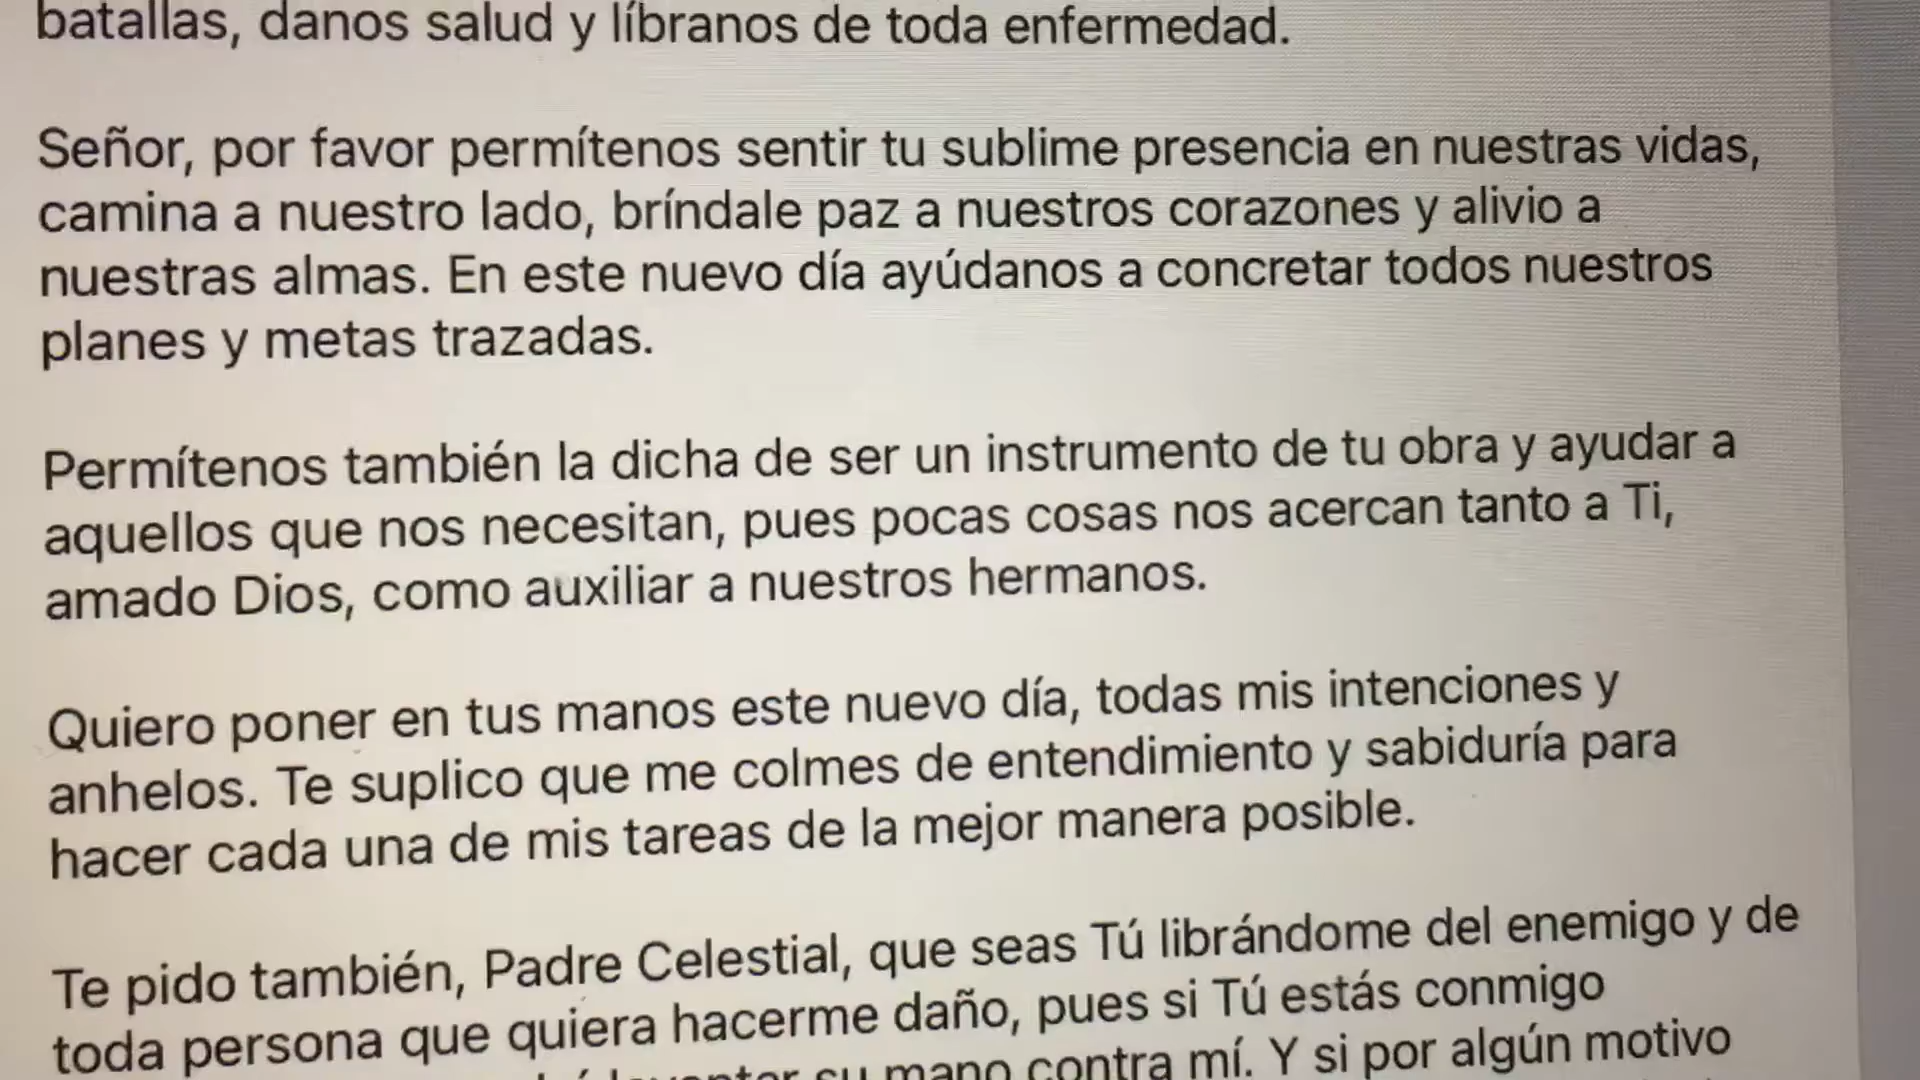 batallas, danos salud y líbranos de toda enfermedad.
Señor, por favor permítenos sentir tu sublime presencia en nuestras vidas,
camina a nuestro lado, bríndale paz a nuestros corazones y alivio a
nuestras almas. En este nuevo día ayúdanos a concretar todos nuestros
planes y metas trazadas.
Permítenos también la dicha de ser un instrumento de tu obra y ayudar a
aquellos que nos necesitan, pues pocas cosas nos acercan tanto a Ti,
amado Dios, como auxiliar a nuestros hermanos.
Quiero poner en tus manos este nuevo día, todas mis intenciones y
anhelos. Te suplico que me colmes de entendimiento y sabiduría para
hacer cada una de mis tareas de la mejor manera posible.
Te pido también, Padre Celestial, que seas Tú librándome del enemigo y de
toda persona que quiera hacerme daño, pues si Tú estás conmigo
levantar su mano contra mí. Y si por algún motivo